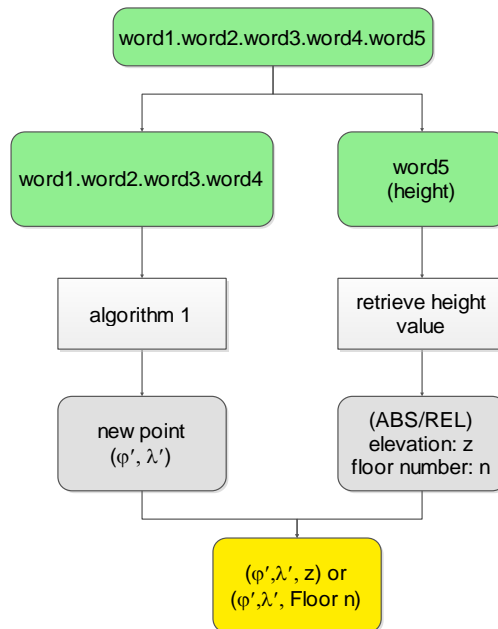 word1.word2.word3.word4.word5
word1.word2.word3.word4
word5
(height)
algorithm 1
retrieve height
value
new point
(φ′, λ′)
(ABS/REL)
elevation: z
floor number: n
(φ′,λ′, z) or
(φ′,λ′, Floor n)